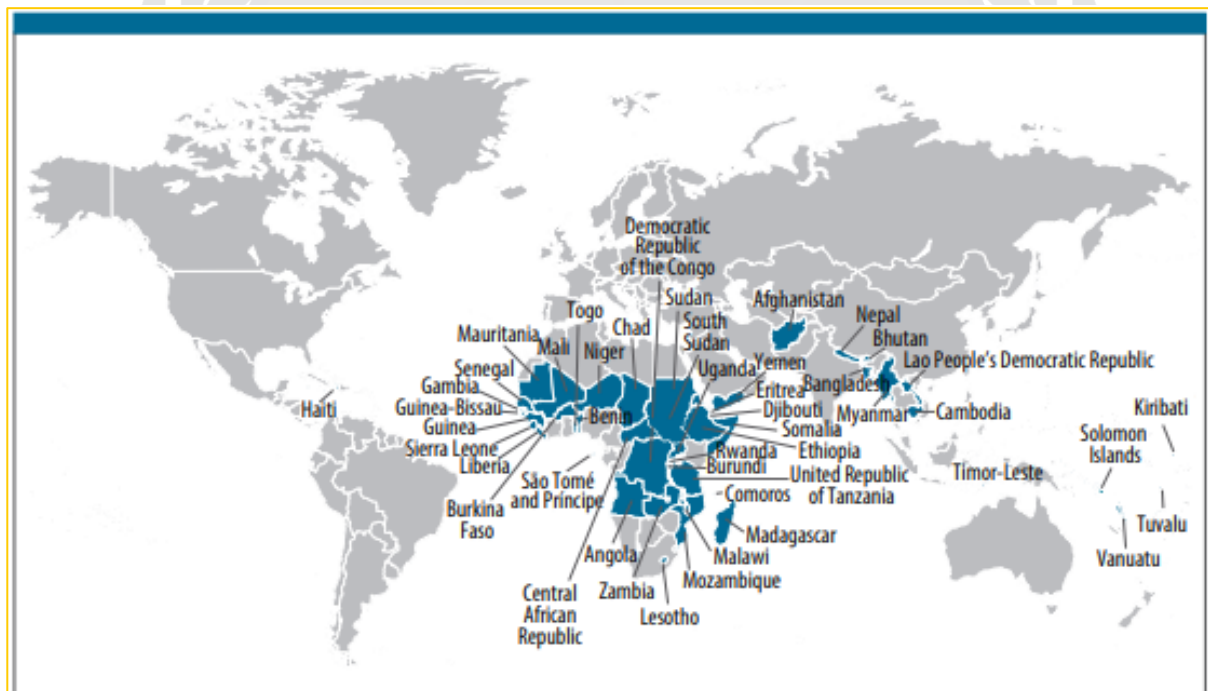 Democratic
Republic
of the Congo
Sudan
Afghanistan
Togo
South
Sudan
Nepal
Mauritania
Chad
Bhutan
Mali
Niger
Uganda
Yemen
Lao People's Democratic Republic
Senegal
Eritrea
Bangladesh
Gambia
Djibouti
Haiti
Guinea-Bissau
Benin
Myanmar
Cambodia
Kiribati
Guinea
Somalia
Solomon
Islands
Sierra Leone
Rwanda
Ethiopia
Liberia
Burundi
United Republic
of Tanzania
Timor-Leste
São Tomé
and Príncipe
Comoros
Burkina
Faso
Tuvalu
Madagascar
Angola
Malawi
Vanuatu
Mozambique
Central
African
Republic
Zambia
Lesotho